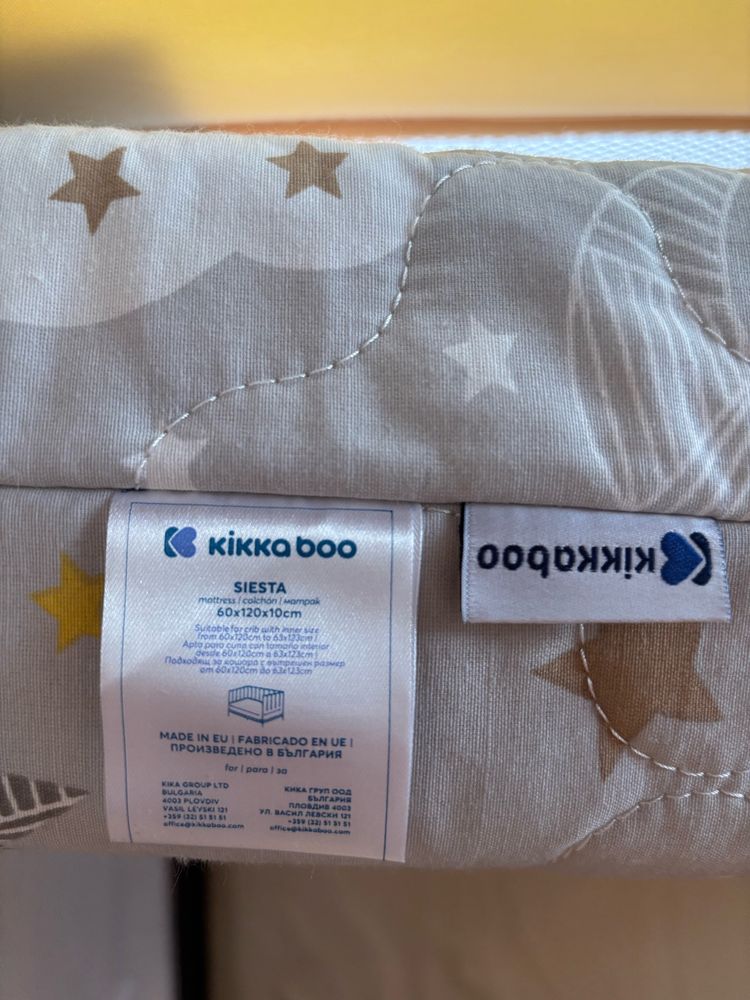 kikkaboo
SIESTA
mattress | colchón | матрак
60x120x10cm
Suitable for crib with inner size
from 60x120cm to 63x123cm |
Apto para cuna con tamaño interior
desde 60x120cm a 63x123cm |
Подходящ за кошара с вътрешен размер
от 60x120cm до 63x123cm
MADE IN EU | FABRICADO EN UE |
ПРОИЗВЕДЕНО В БЪЛГАРИЯ
for | para | за
KIKA GROUP LTD
BULGARIA
4003 PLOVDIV
VASIL LEVSKI 121
+359 (32) 51 51 51
office@kikkaboo.com
КИКА ГРУП ООД
БЪЛГАРИЯ
ПЛОВДИВ 4003
УЛ. ВАСИЛ ЛЕВСКИ 121
+359 (32) 51 51 51
office@kikkaboo.com
kikkaboo